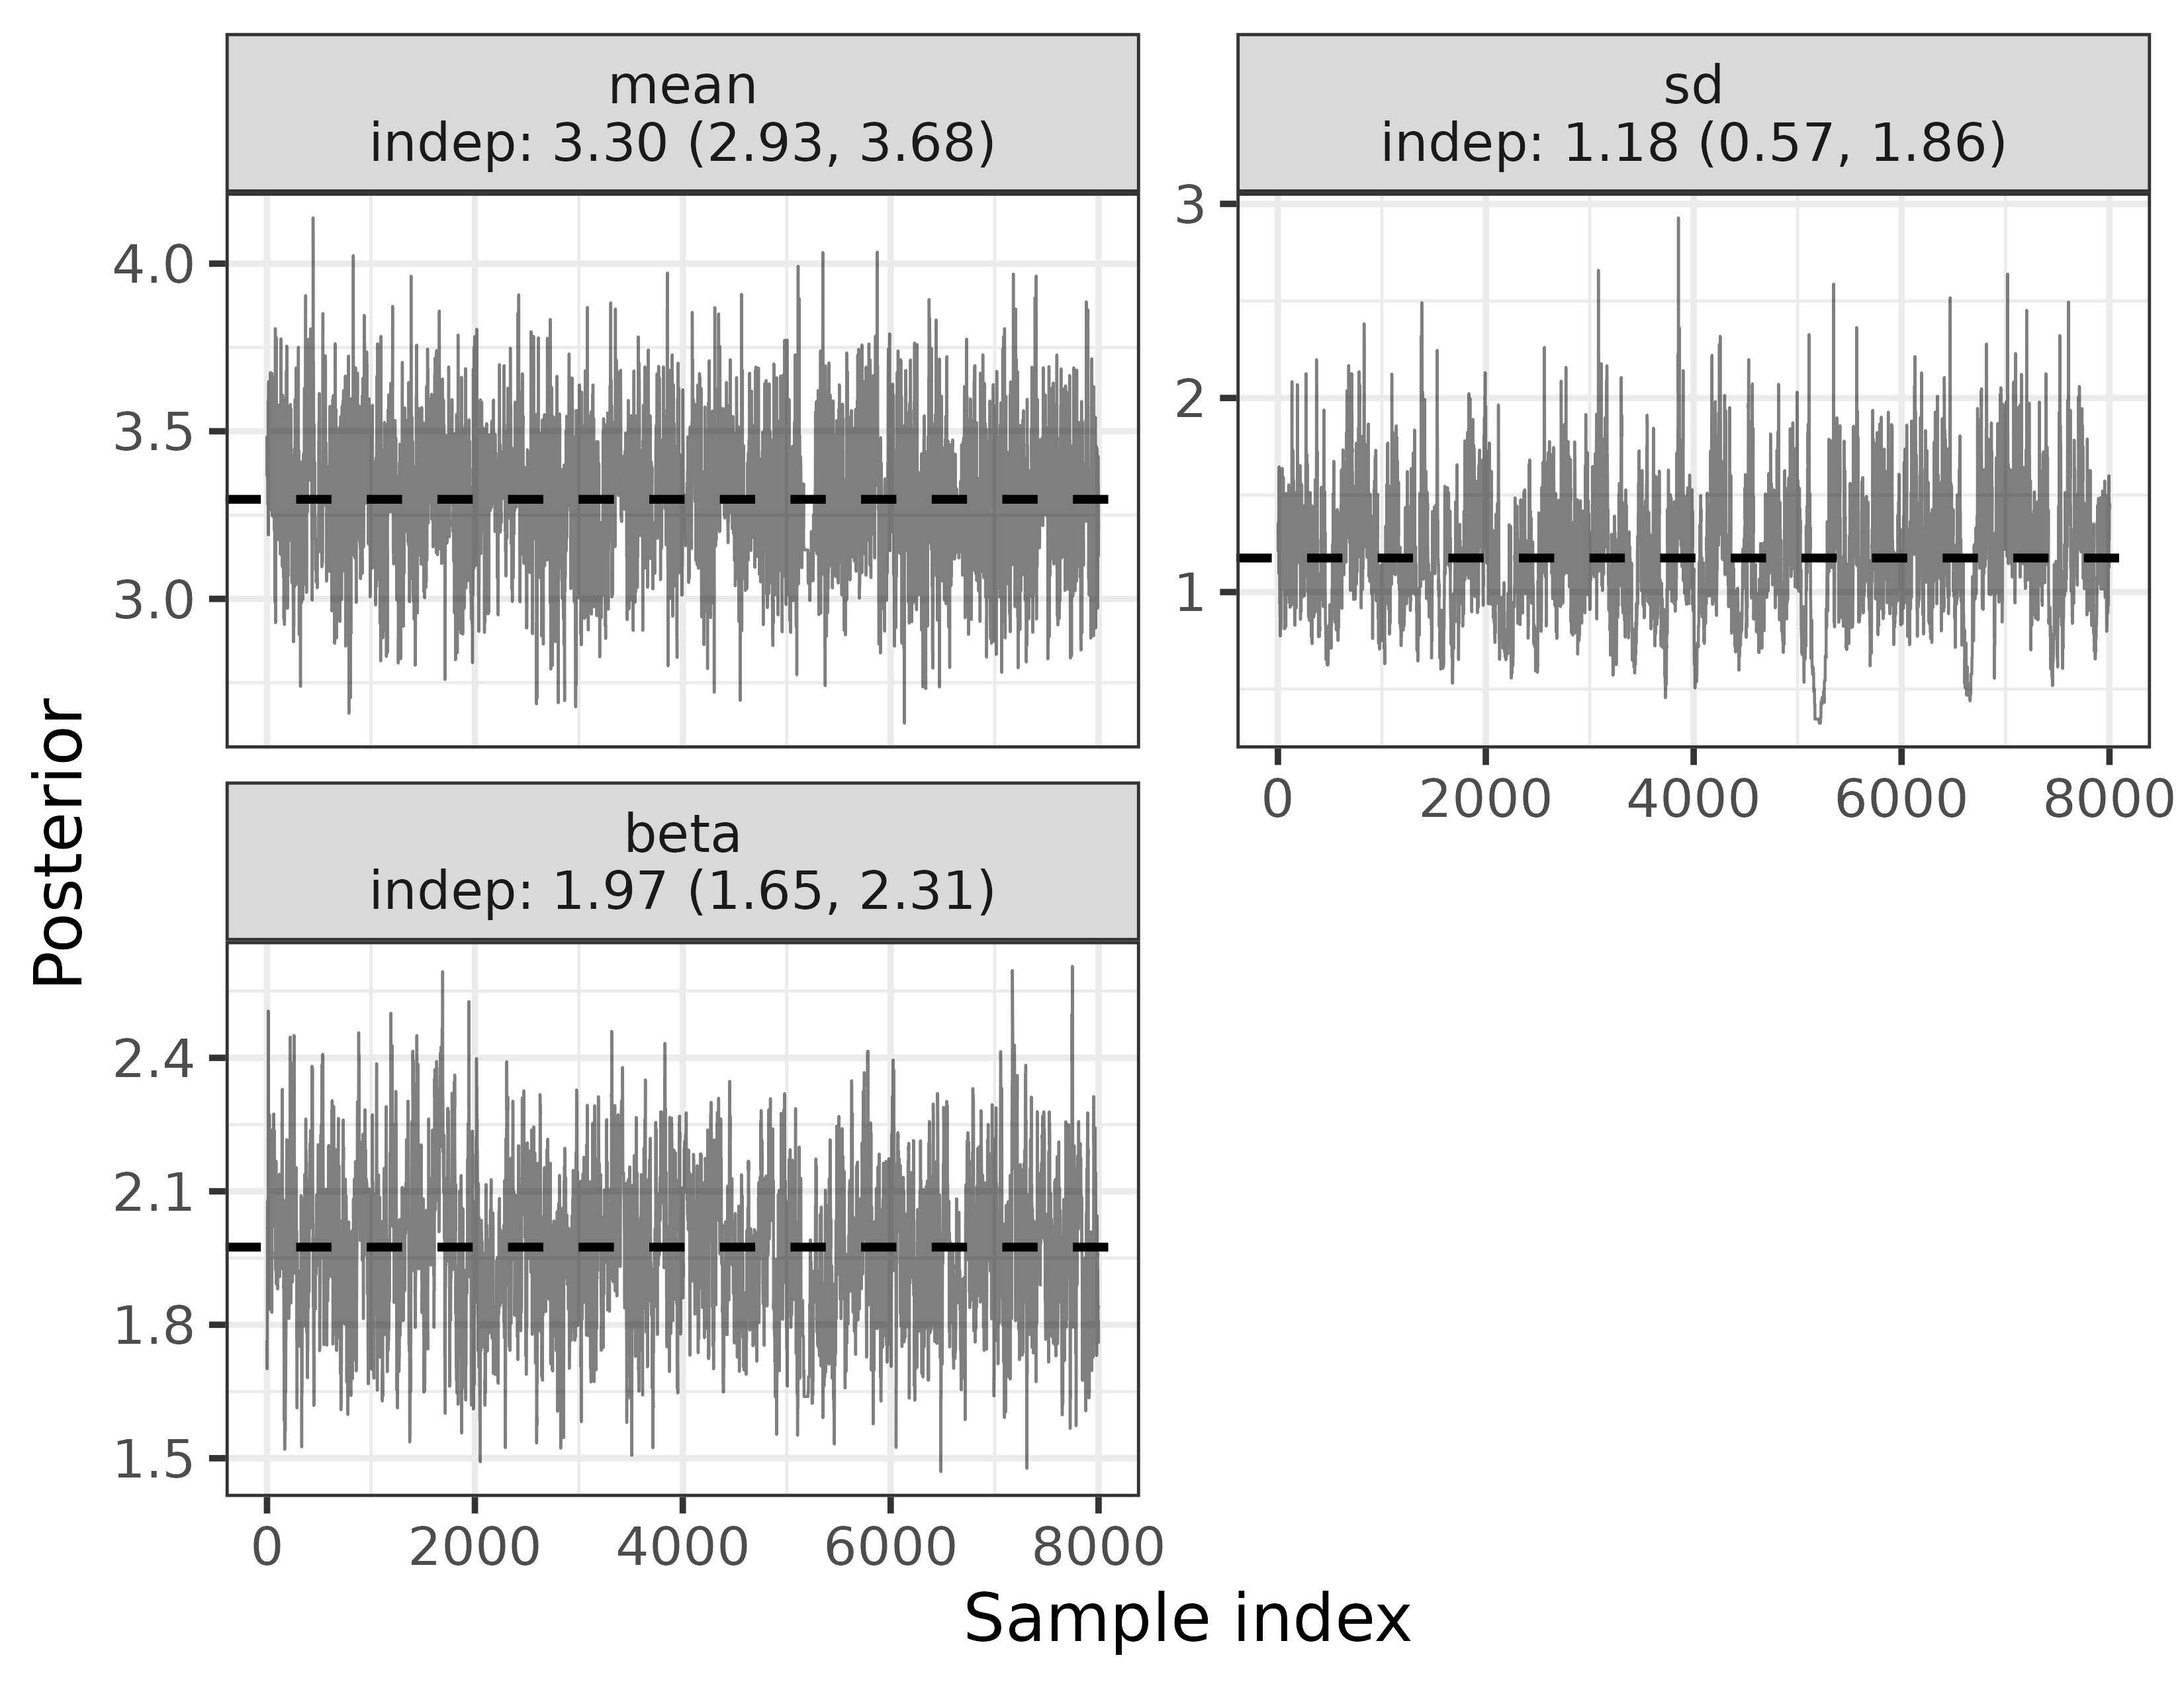 mean
indep: 3.30 (2.93, 3.68)
4.0
3.5
3.0
sd
indep: 1.18 (0.57, 1.86)
3
2
1
0 2000 4000 6000 8000
beta
indep: 1.97 (1.65, 2.31)
2.4
2.1
1.8
1.5
0 2000 4000 6000 8000
Posterior
Sample index